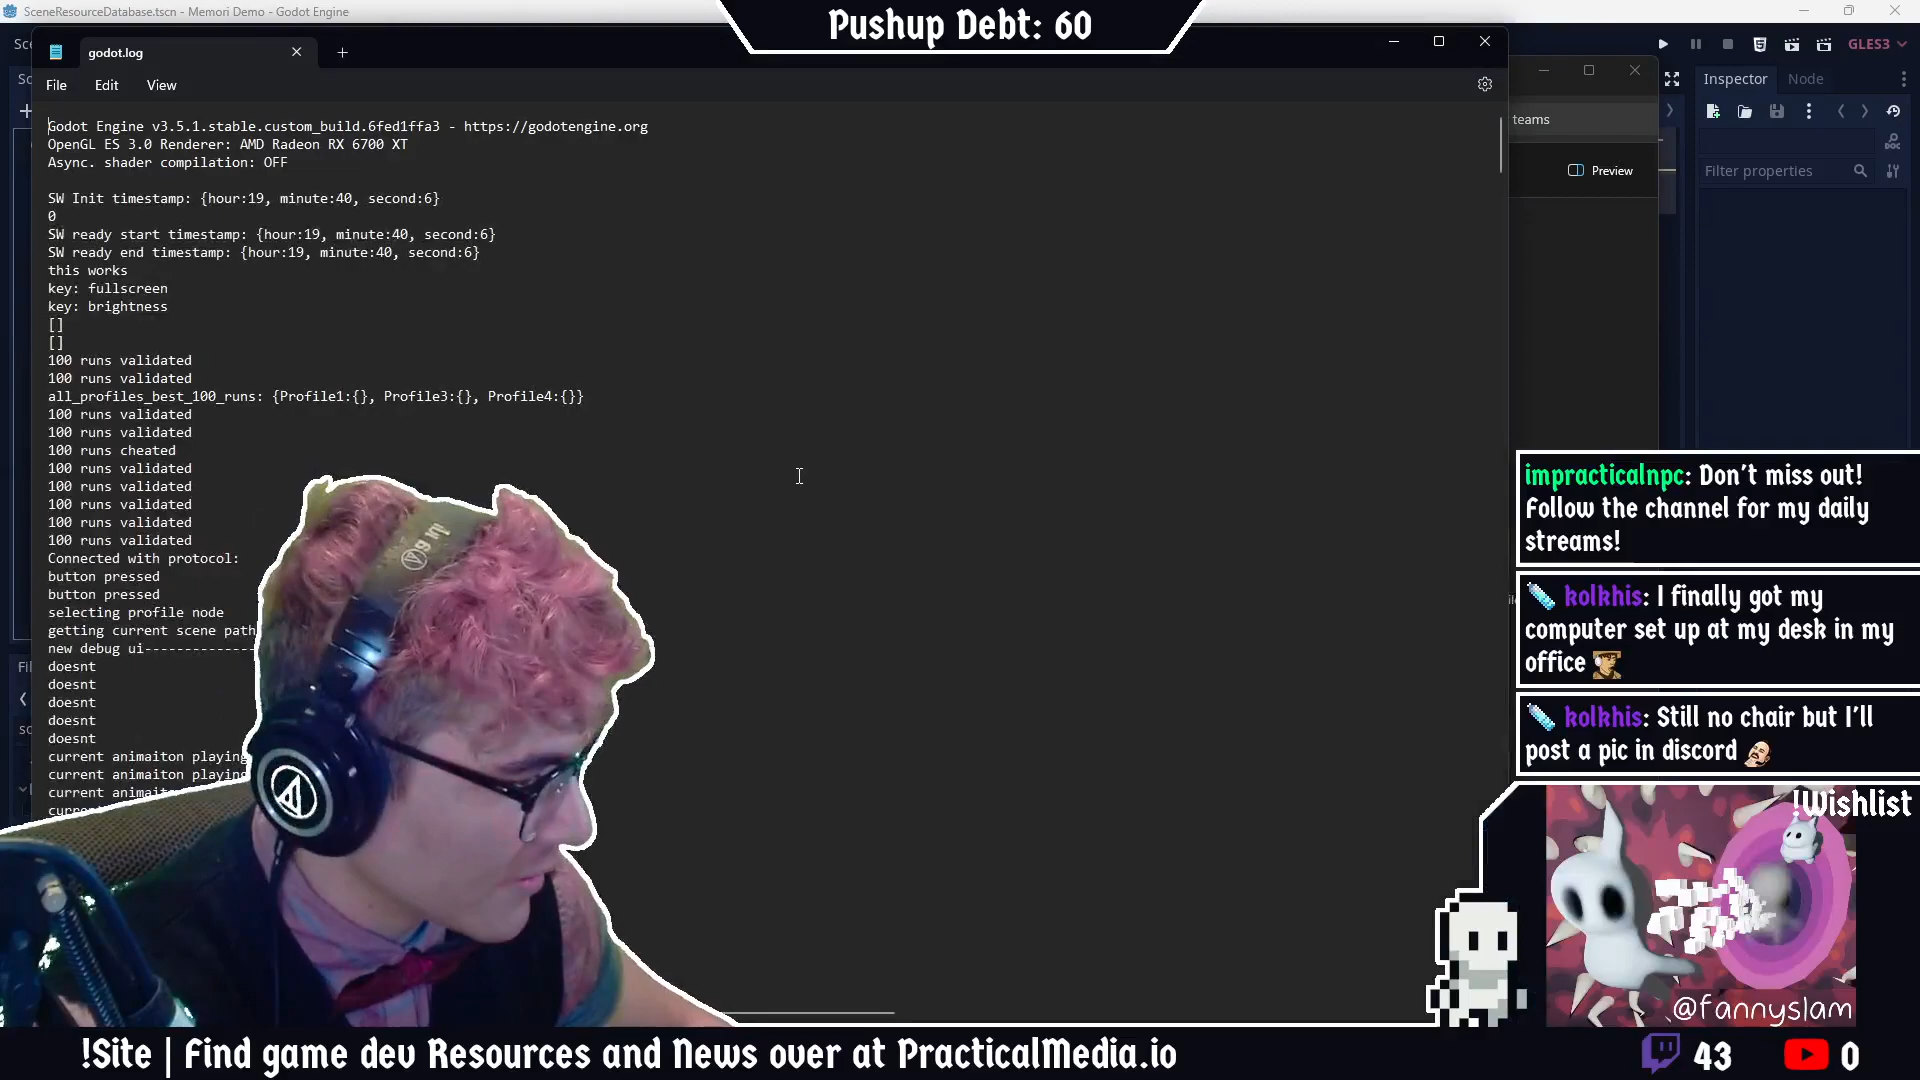 SceneResourceDatabase.tscn - Memori Demo - Godot Engine
Pushup Debt: 60
godot.log
File
Edit
View
GLES3
Inspector
Node
teams
Preview
Filter properties
Godot Engine v3.5.1.stable.custom_build.6fed1ffa3 - https://godotengine.org
OpenGL ES 3.0 Renderer: AMD Radeon RX 6700 XT
Async. shader compilation: OFF
SW Init timestamp: {hour:19, minute:40, second:6}
0
SW ready start timestamp: {hour:19, minute:40, second:6}
SW ready end timestamp: {hour:19, minute:40, second:6}
this works
key: fullscreen
key: brightness
[]
[]
100 runs validated
100 runs validated
all_profiles_best_100_runs: {Profile1:{}, Profile3:{}, Profile4:{}}
100 runs validated
100 runs validated
100 runs cheated
100 runs validated
100 runs validated
100 runs validated
100 runs validated
100 runs validated
Connected with protocol:
button pressed
button pressed
selecting profile node
getting current scene path
new debug ui--------------
doesnt
doesnt
doesnt
doesnt
doesnt
current animaiton playing
current animaiton playing
current
impracticalnpc: Don't miss out!
Follow the channel for my daily
streams!
kolkhis: I finally got my
computer set up at my desk in my
office
kolkhis: Still no chair but I'll
post a pic in discord
!Wishlist
@fannyslam
!Site | Find game dev Resources and News over at PracticalMedia.io
43
0